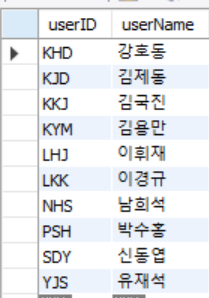 userID userName
KHD 강호동
KJD 김제동
KKJ 김국진
KYM 김용만
LHJ 이휘재
LKK 이경규
NHS 남희석
PSH 박수홍
SDY 신동엽
YJS 유재석